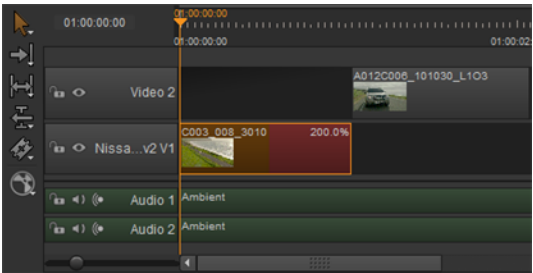 01:00:00:00
01:00:00:00
01:00:00:00
01:00:02:
Video 2
A012C006_101030_L1O3
Nissa...v2 V1
C003_008_3010
200.0%
Audio 1
Ambient
Audio 2
Ambient